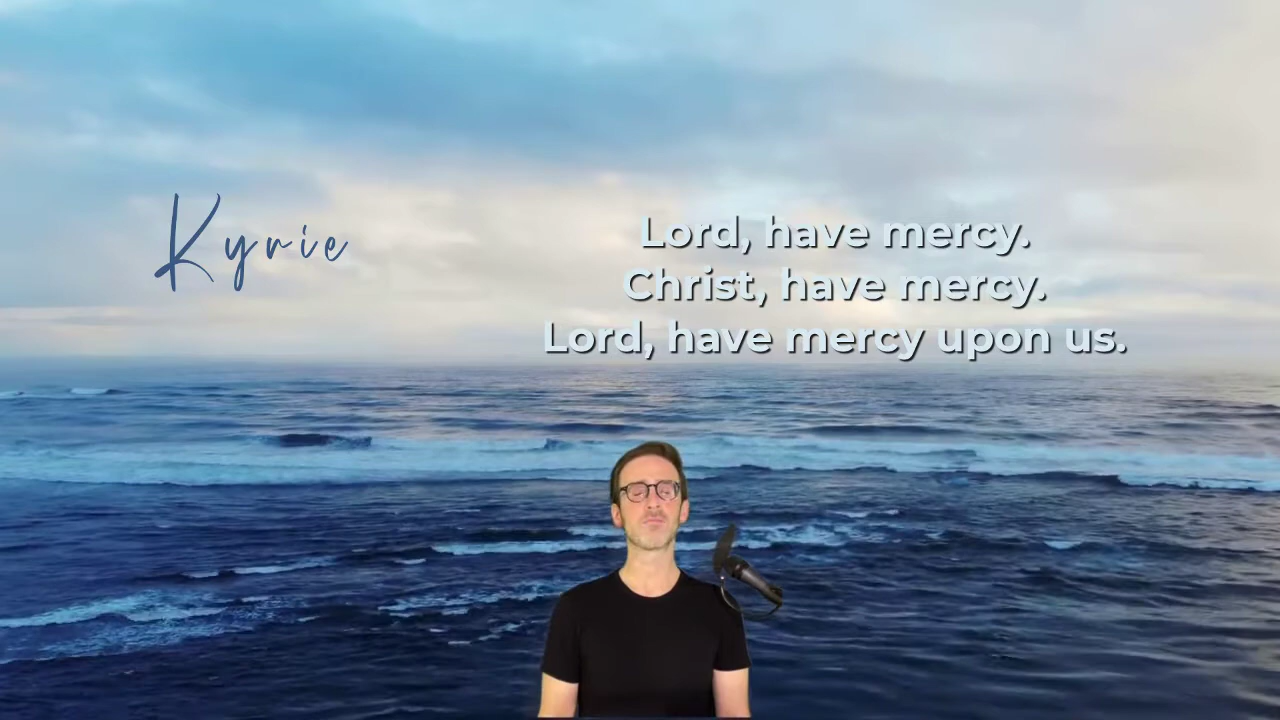 Kyrie
Lord, have mercy.
Christ, have mercy.
Lord, have mercy upon us.